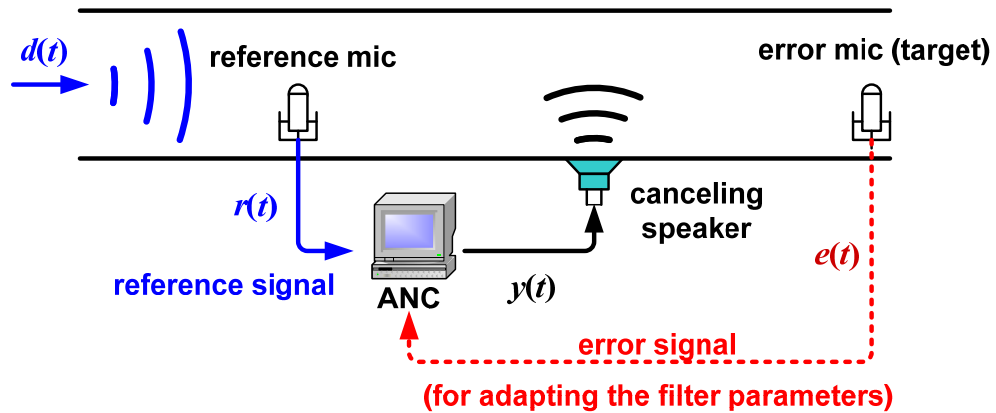 d(t)
reference mic
error mic (target)
r(t)
canceling
speaker
e(t)
reference signal
ANC
y(t)
error signal
(for adapting the filter parameters)